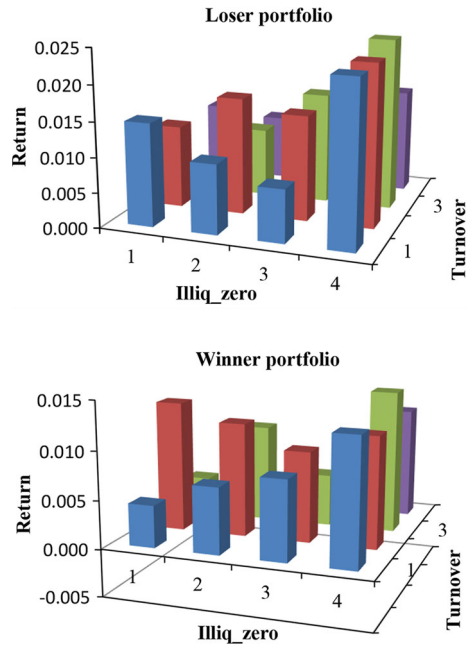 Loser portfolio
0.025
0.020
0.015
0.010
0.005
0.000
Return
1
2
3
4
Illiq_zero
1
3
Turnover
Winner portfolio
0.015
0.010
0.005
0.000
-0.005
Return
1
2
3
4
Illiq_zero
1
3
Turnover